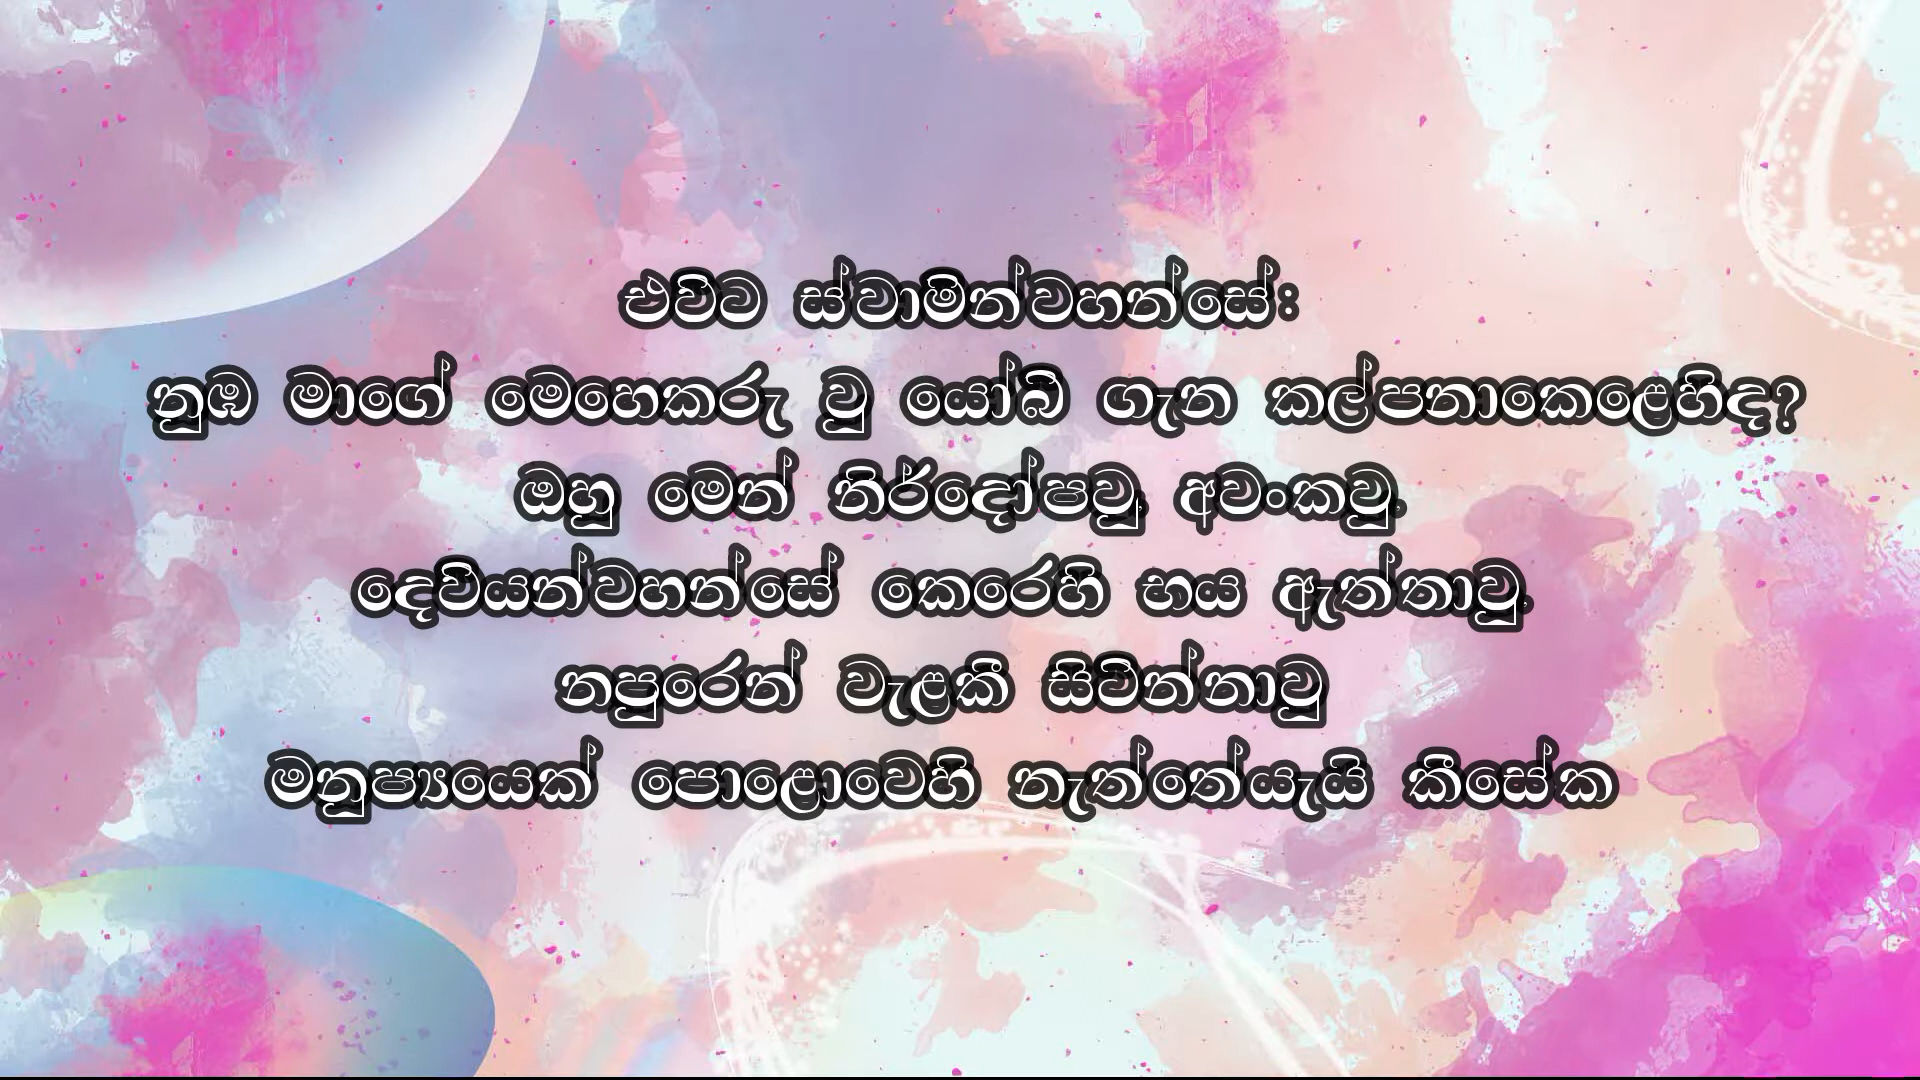 එවිට ස්වාමින්වහන්සේ:
නුඹ මාගේ මෙහෙකරු වූ යෝබ් ගැන කල්පනාකෙළෙහිද?
ඔහු මෙන් නිර්දෝෂවූ, අවංකවූ,
දෙවියන්වහන්සේ කෙරෙහි භය ඇත්තාවූ,
නපුරෙන් වැළකී සිටින්නාවූ
මනුෂ්‍යයෙක් පොළොවෙහි නැත්තේයැයි කීසේක